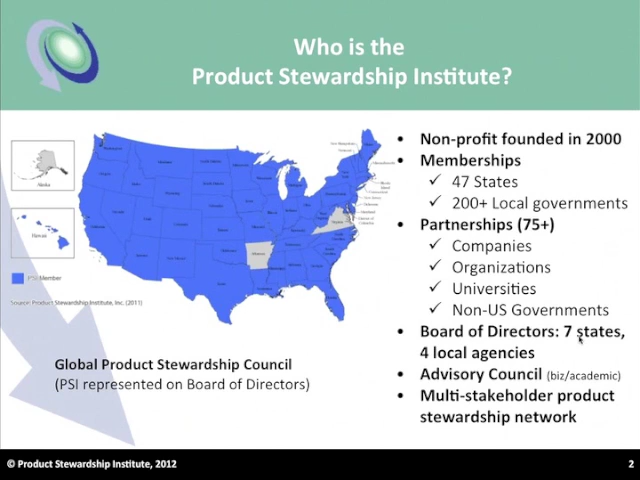 Who is the
Product Stewardship Institute?
Alaska
Hawaii
PSI Member
Source: Product Stewardship Institute, Inc. (2011)
Global Product Stewardship Council
(PSI represented on Board of Directors)
• Non-profit founded in 2000
• Memberships
✓ 47 States
✓ 200+ Local governments
• Partnerships (75+)
✓ Companies
✓ Organizations
✓ Universities
✓ Non-US Governments
• Board of Directors: 7 states,
4 local agencies
• Advisory Council (biz/academic)
• Multi-stakeholder product
stewardship network
© Product Stewardship Institute, 2012
2